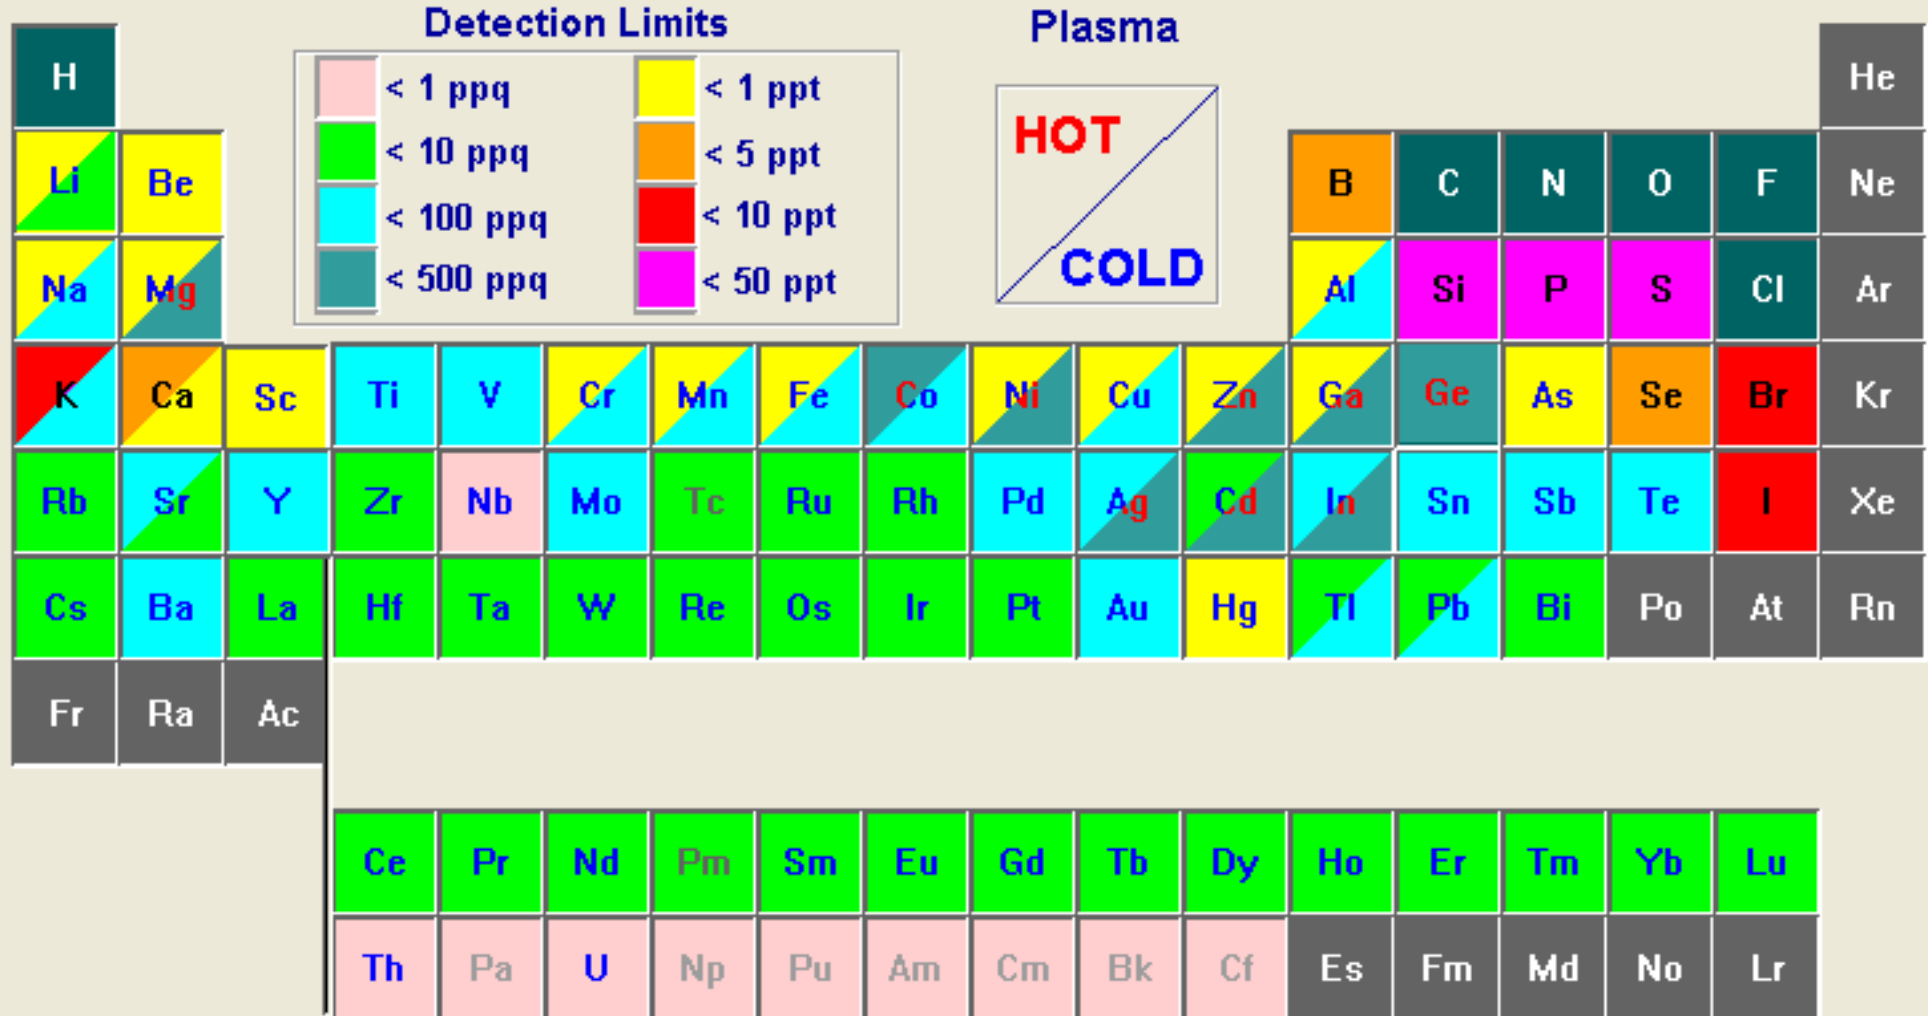 Detection Limits Plasma
H < 1 ppq < 1 ppt He
HOT
Li Be < 10 ppq < 5 ppt B C N O F Ne
< 100 ppq < 10 ppt
COLD
Na Mg < 500 ppq < 50 ppt Al Si P S Cl Ar
K Ca Sc Ti V Cr Mn Fe Co Ni Cu Zn Ga Ge As Se Br Kr
Rb Sr Y Zr Nb Mo Tc Ru Rh Pd Ag Cd In Sn Sb Te I Xe
Cs Ba La Hf Ta W Re Os Ir Pt Au Hg Tl Pb Bi Po At Rn
Fr Ra Ac
Ce Pr Nd Pm Sm Eu Gd Tb Dy Ho Er Tm Yb Lu
Th Pa U Np Pu Am Cm Bk Cf Es Fm Md No Lr